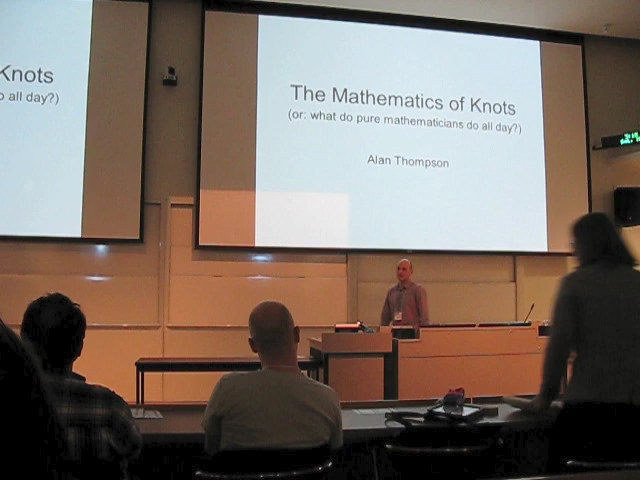 Knots
o all day?)
The Mathematics of Knots
(or: what do pure mathematicians do all day?)
Alan Thompson